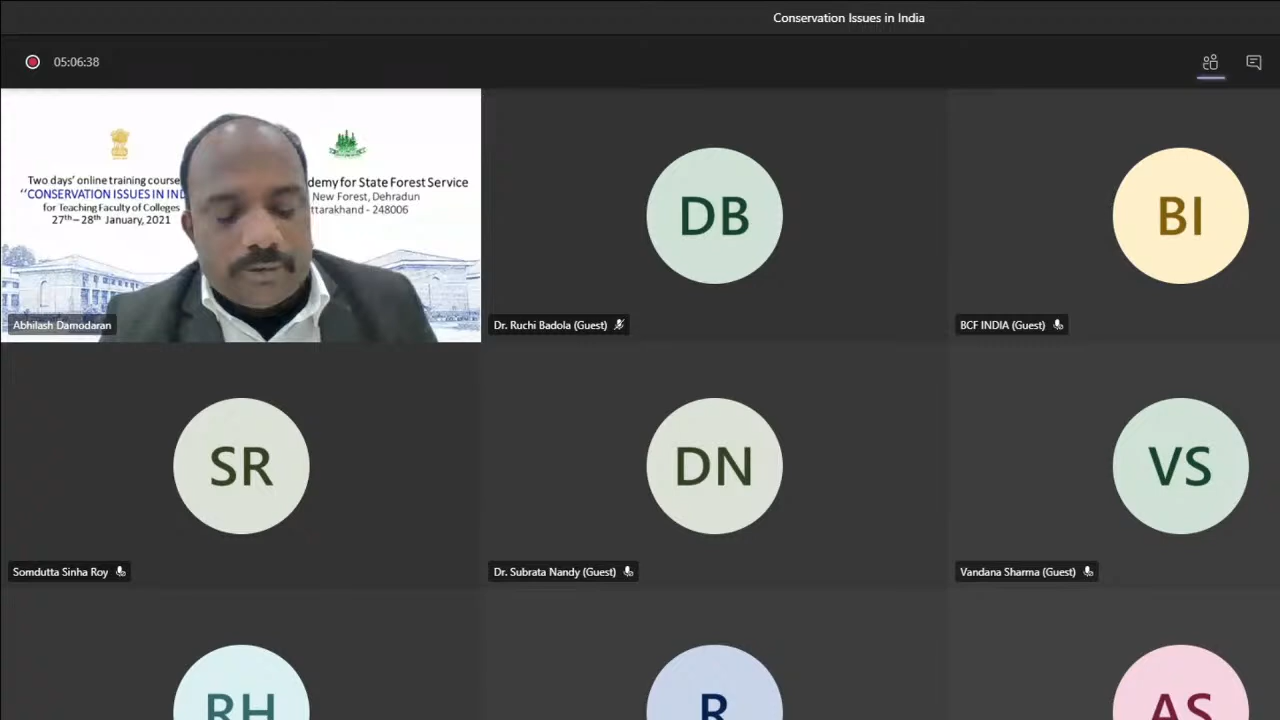 Conservation Issues in India
05:06:38
Two days' online training course
"CONSERVATION ISSUES IN IND
for Teaching Faculty of Colleges
27th – 28th January, 2021
demy for State Forest Service
New Forest, Dehradun
ttarakhand - 248006
Abhilash Damodaran
DB
Dr. Ruchi Badola (Guest)
BI
BCF INDIA (Guest)
SR
Somdutta Sinha Roy
DN
Dr. Subrata Nandy (Guest)
VS
Vandana Sharma (Guest)
RH
R
AS